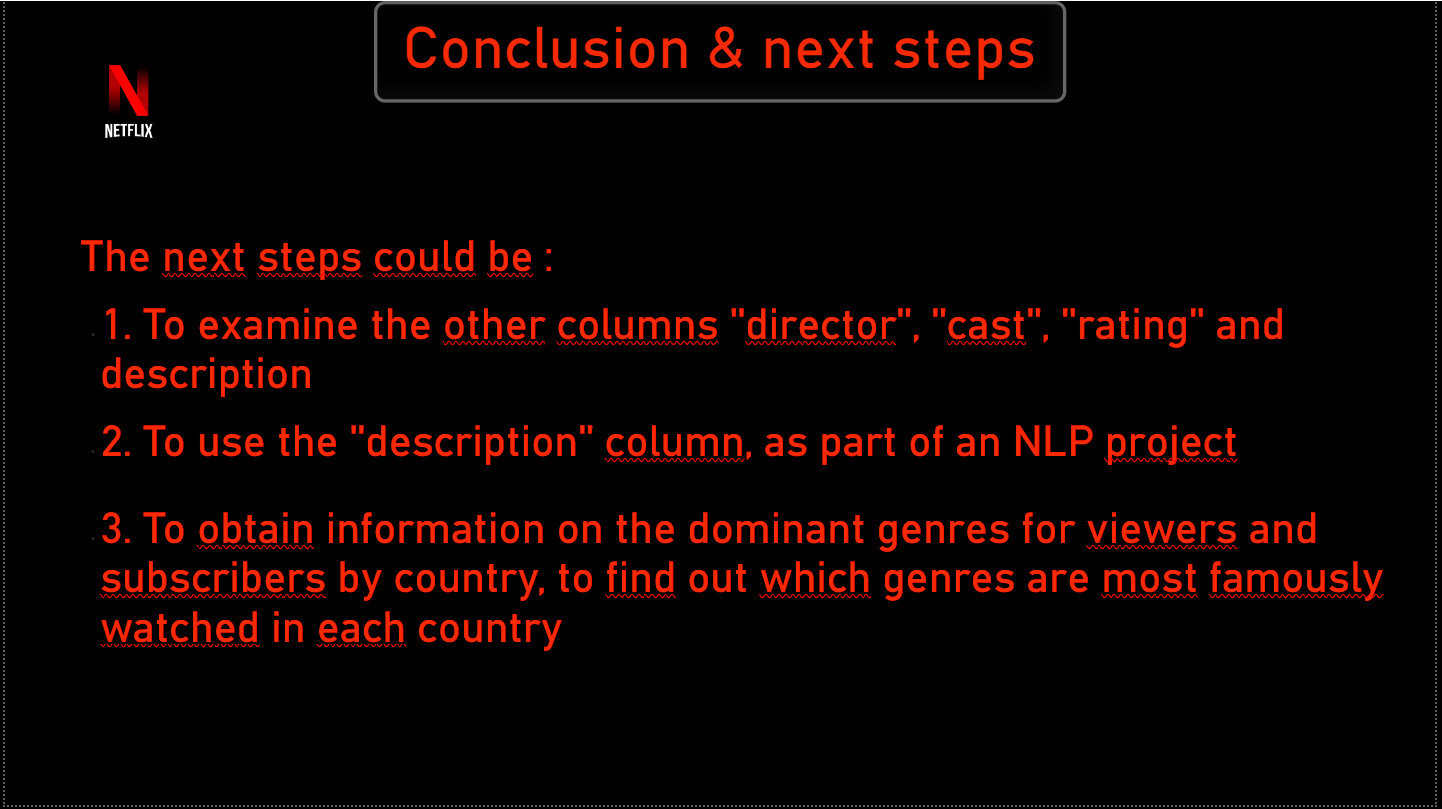 Conclusion & next steps
N
NETFLIX
The next steps could be :
1. To examine the other columns "director", "cast", "rating" and
description
2. To use the "description" column, as part of an NLP project
3. To obtain information on the dominant genres for viewers and
subscribers by country, to find out which genres are most famously
watched in each country